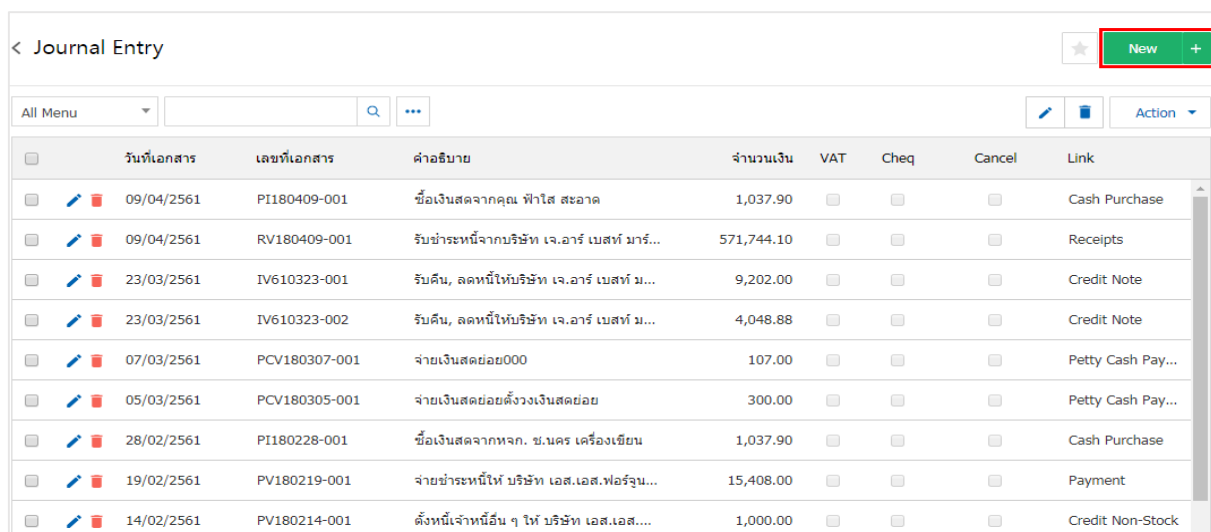 < Journal Entry New +
All Menu ••• Action
วันที่เอกสาร เลขที่เอกสาร คำอธิบาย จำนวนเงิน VAT Cheq Cancel Link
09/04/2561 PI180409-001 ซื้อเงินสดจากคุณ ฟ้าใส สะอาด 1,037.90 Cash Purchase
09/04/2561 RV180409-001 รับชำระหนี้จากบริษัท เจ.อาร์ เบสท์ มาร์... 571,744.10 Receipts
23/03/2561 IV610323-001 รับคืน, ลดหนี้ให้บริษัท เจ.อาร์ เบสท์ ม... 9,202.00 Credit Note
23/03/2561 IV610323-002 รับคืน, ลดหนี้ให้บริษัท เจ.อาร์ เบสท์ ม... 4,048.88 Credit Note
07/03/2561 PCV180307-001 จ่ายเงินสดย่อย000 107.00 Petty Cash Pay...
05/03/2561 PCV180305-001 จ่ายเงินสดย่อยตั้งวงเงินสดย่อย 300.00 Petty Cash Pay...
28/02/2561 PI180228-001 ซื้อเงินสดจากหจก. ช.นคร เครื่องเขียน 1,037.90 Cash Purchase
19/02/2561 PV180219-001 จ่ายชำระหนี้ให้ บริษัท เอส.เอส.ฟอร์จูน... 15,408.00 Payment
14/02/2561 PV180214-001 ตั้งหนี้เจ้าหนี้อื่น ๆ ให้ บริษัท เอส.เอส.... 1,000.00 Credit Non-Stock